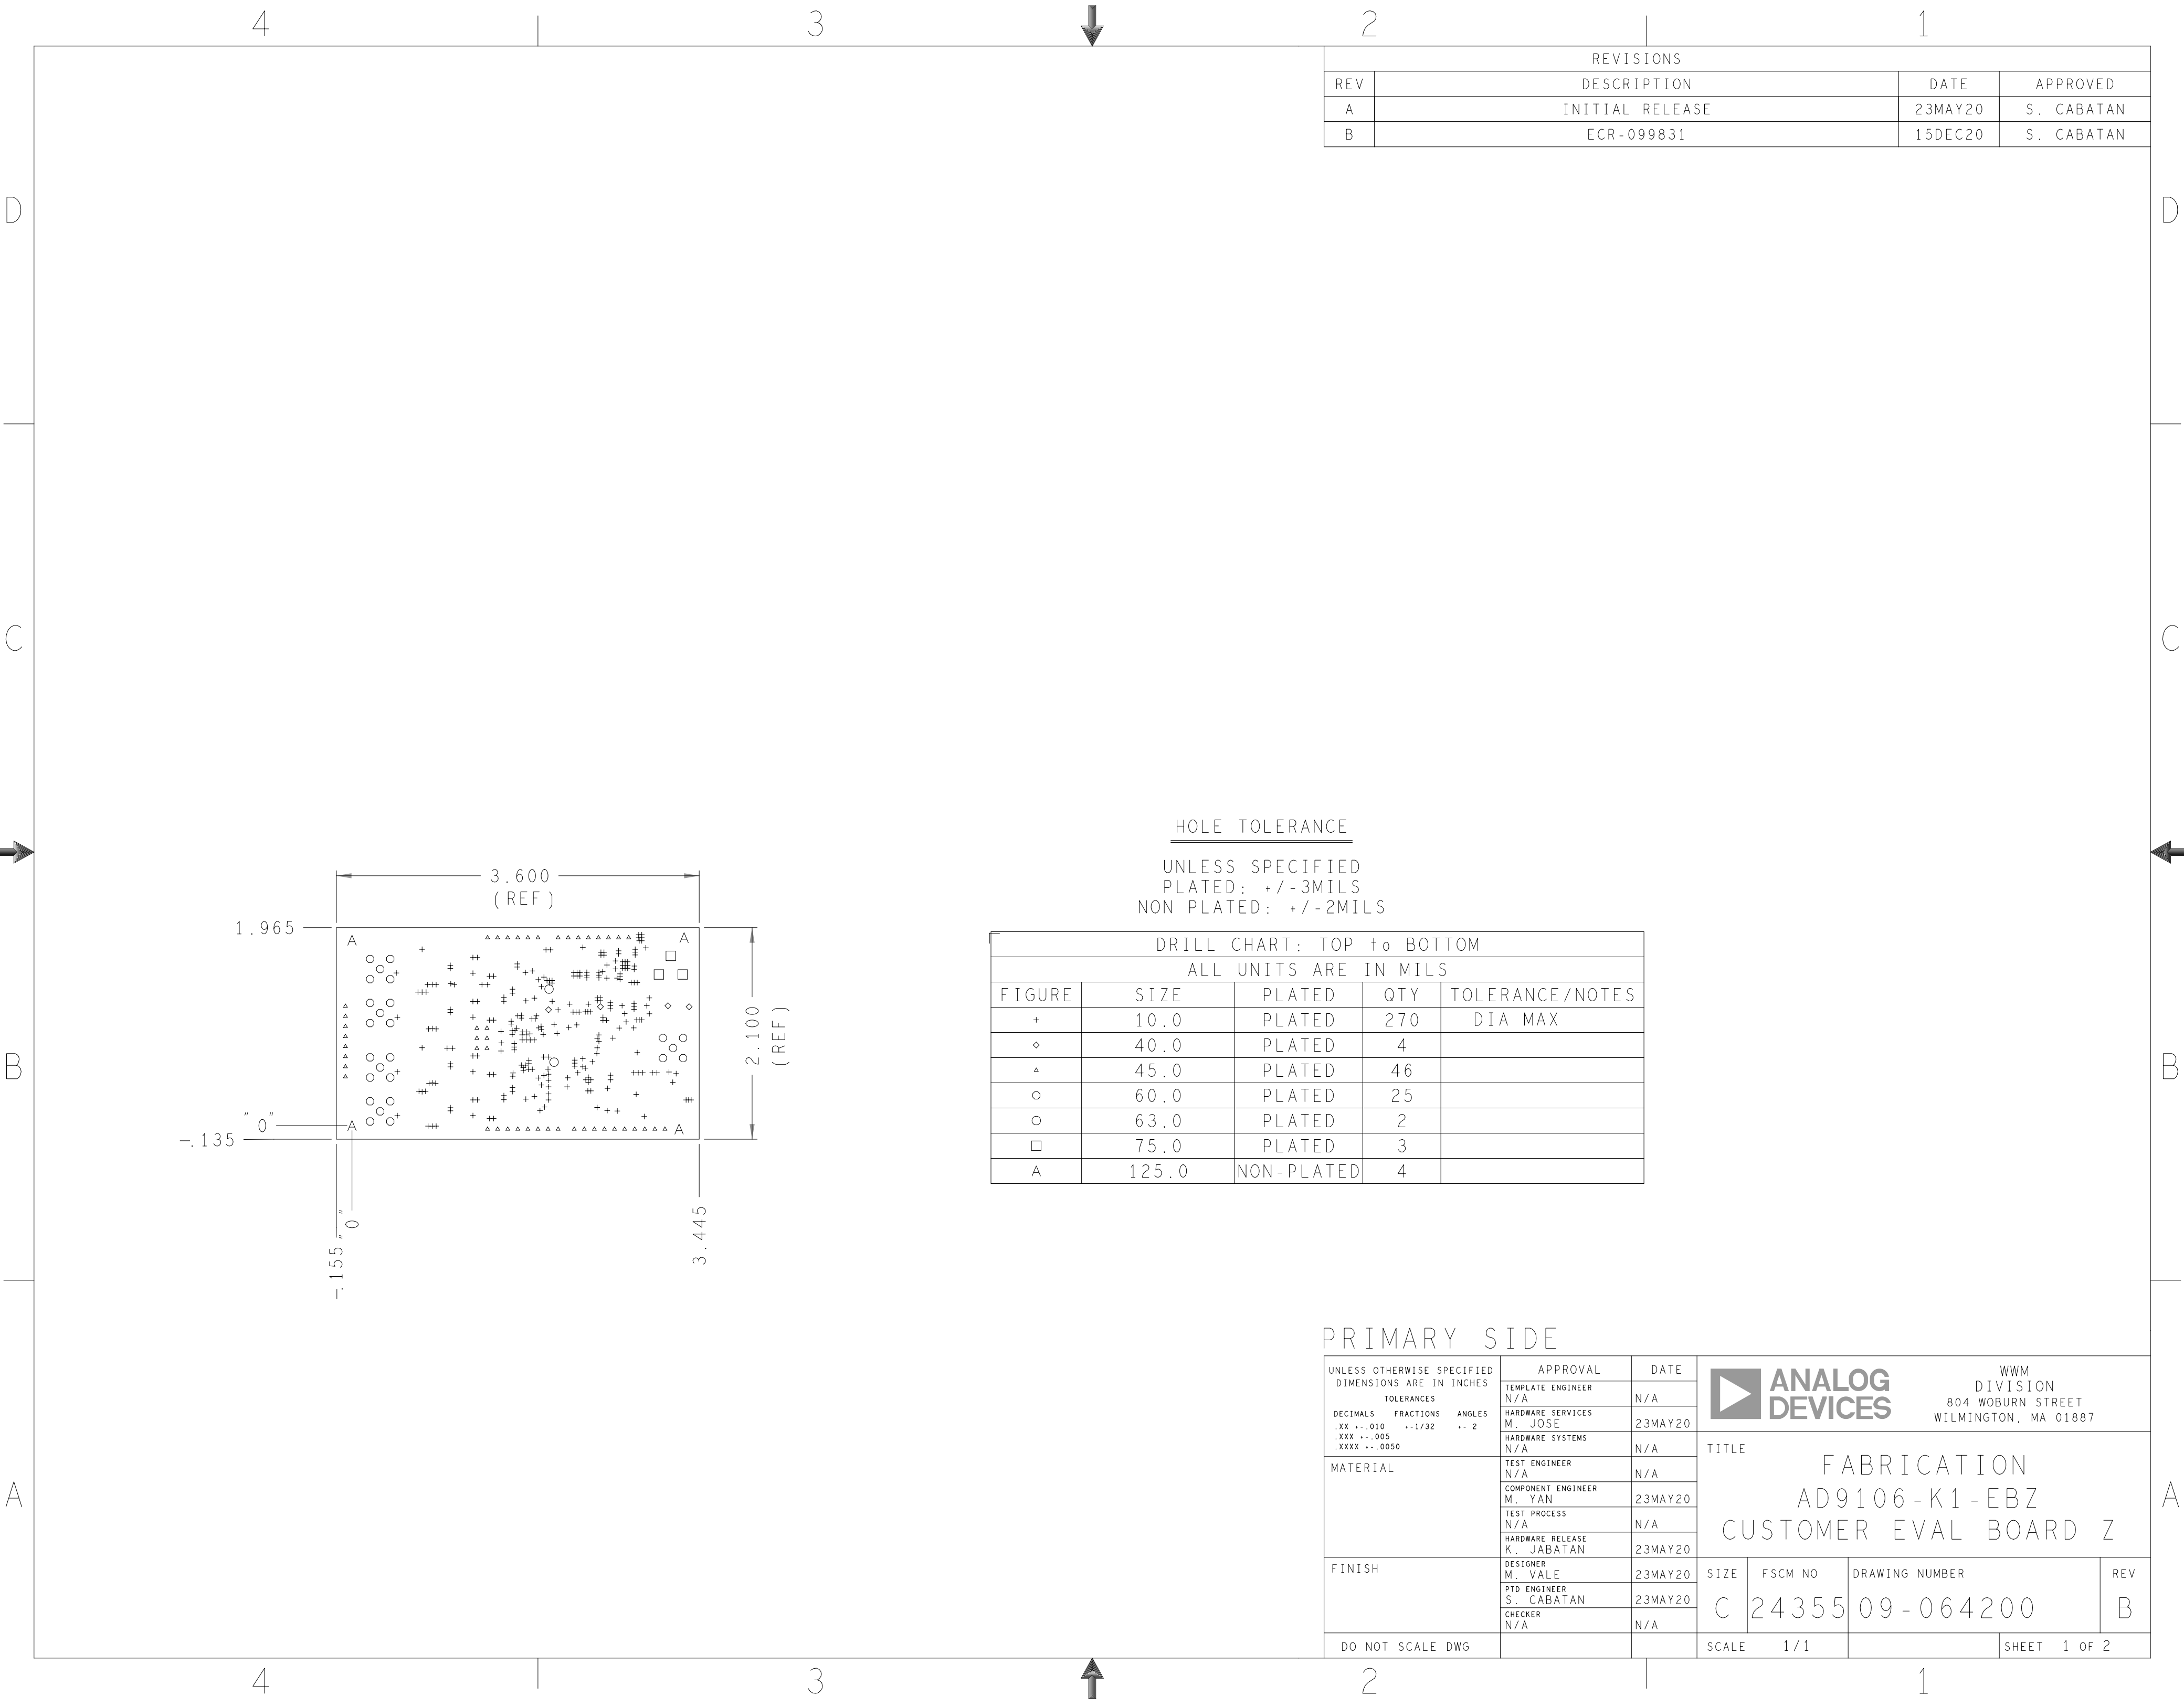 4 3 2 1
REVISIONS
REV DESCRIPTION DATE APPROVED
A INITIAL RELEASE 23MAY20 S. CABATAN
B ECR-099831 15DEC20 S. CABATAN
D D
C C
HOLE TOLERANCE
UNLESS SPECIFIED
PLATED: +/-3MILS
NON PLATED: +/-2MILS
3.600
(REF)
1.965
A A
2.100
(REF)
"0"
-.135
A A
-.155
"0"
3.445
DRILL CHART: TOP to BOTTOM
ALL UNITS ARE IN MILS
FIGURE SIZE PLATED QTY TOLERANCE/NOTES
+ 10.0 PLATED 270 DIA MAX
◇ 40.0 PLATED 4
△ 45.0 PLATED 46
○ 60.0 PLATED 25
○ 63.0 PLATED 2
□ 75.0 PLATED 3
A 125.0 NON-PLATED 4
B B
PRIMARY SIDE
UNLESS OTHERWISE SPECIFIED
DIMENSIONS ARE IN INCHES
TOLERANCES
DECIMALS FRACTIONS ANGLES
.XX +-.010 +-1/32 +- 2
.XXX +-.005
.XXXX +-.0050
MATERIAL
FINISH
DO NOT SCALE DWG
APPROVAL DATE
TEMPLATE ENGINEER
N/A N/A
HARDWARE SERVICES
M. JOSE 23MAY20
HARDWARE SYSTEMS
N/A N/A
TEST ENGINEER
N/A N/A
COMPONENT ENGINEER
M. YAN 23MAY20
TEST PROCESS
N/A N/A
HARDWARE RELEASE
K. JABATAN 23MAY20
DESIGNER
M. VALE 23MAY20
PTD ENGINEER
S. CABATAN 23MAY20
CHECKER
N/A N/A
ANALOG
DEVICES
WWM
DIVISION
804 WOBURN STREET
WILMINGTON, MA 01887
TITLE
FABRICATION
AD9106-K1-EBZ
CUSTOMER EVAL BOARD Z
SIZE FSCM NO DRAWING NUMBER REV
C 24355 09-064200 B
SCALE 1/1 SHEET 1 OF 2
A A
4 3 2 1